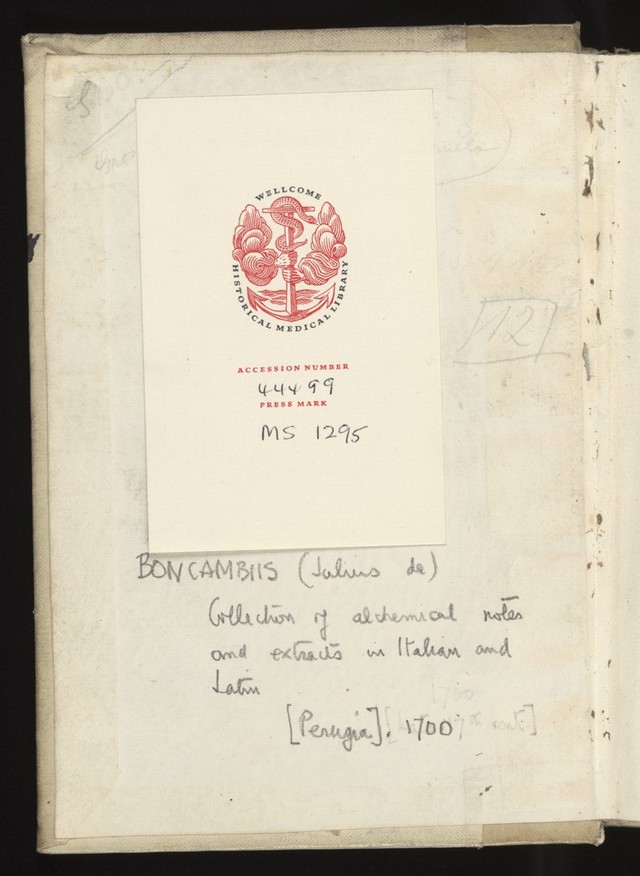 WELLCOME
HISTORICAL MEDICAL LIBRARY
ACCESSION NUMBER
44499
PRESS MARK
MS 1295
12
BONCAMBIIS (Julius de)
Collection of alchemical notes
and extracts in Italian and
Latin
1700
[Perugia]. 1700